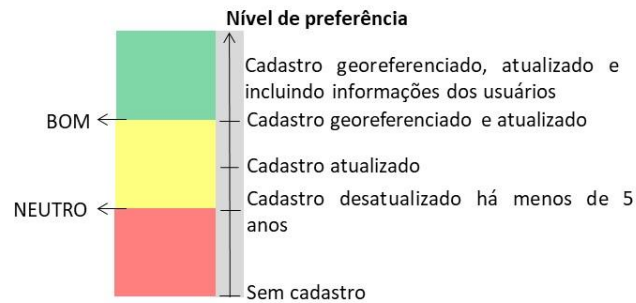 Nível de preferência
Cadastro georeferenciado, atualizado e
incluindo informações dos usuários
BOM
Cadastro georeferenciado e atualizado
Cadastro atualizado
NEUTRO
Cadastro desatualizado há menos de 5
anos
Sem cadastro